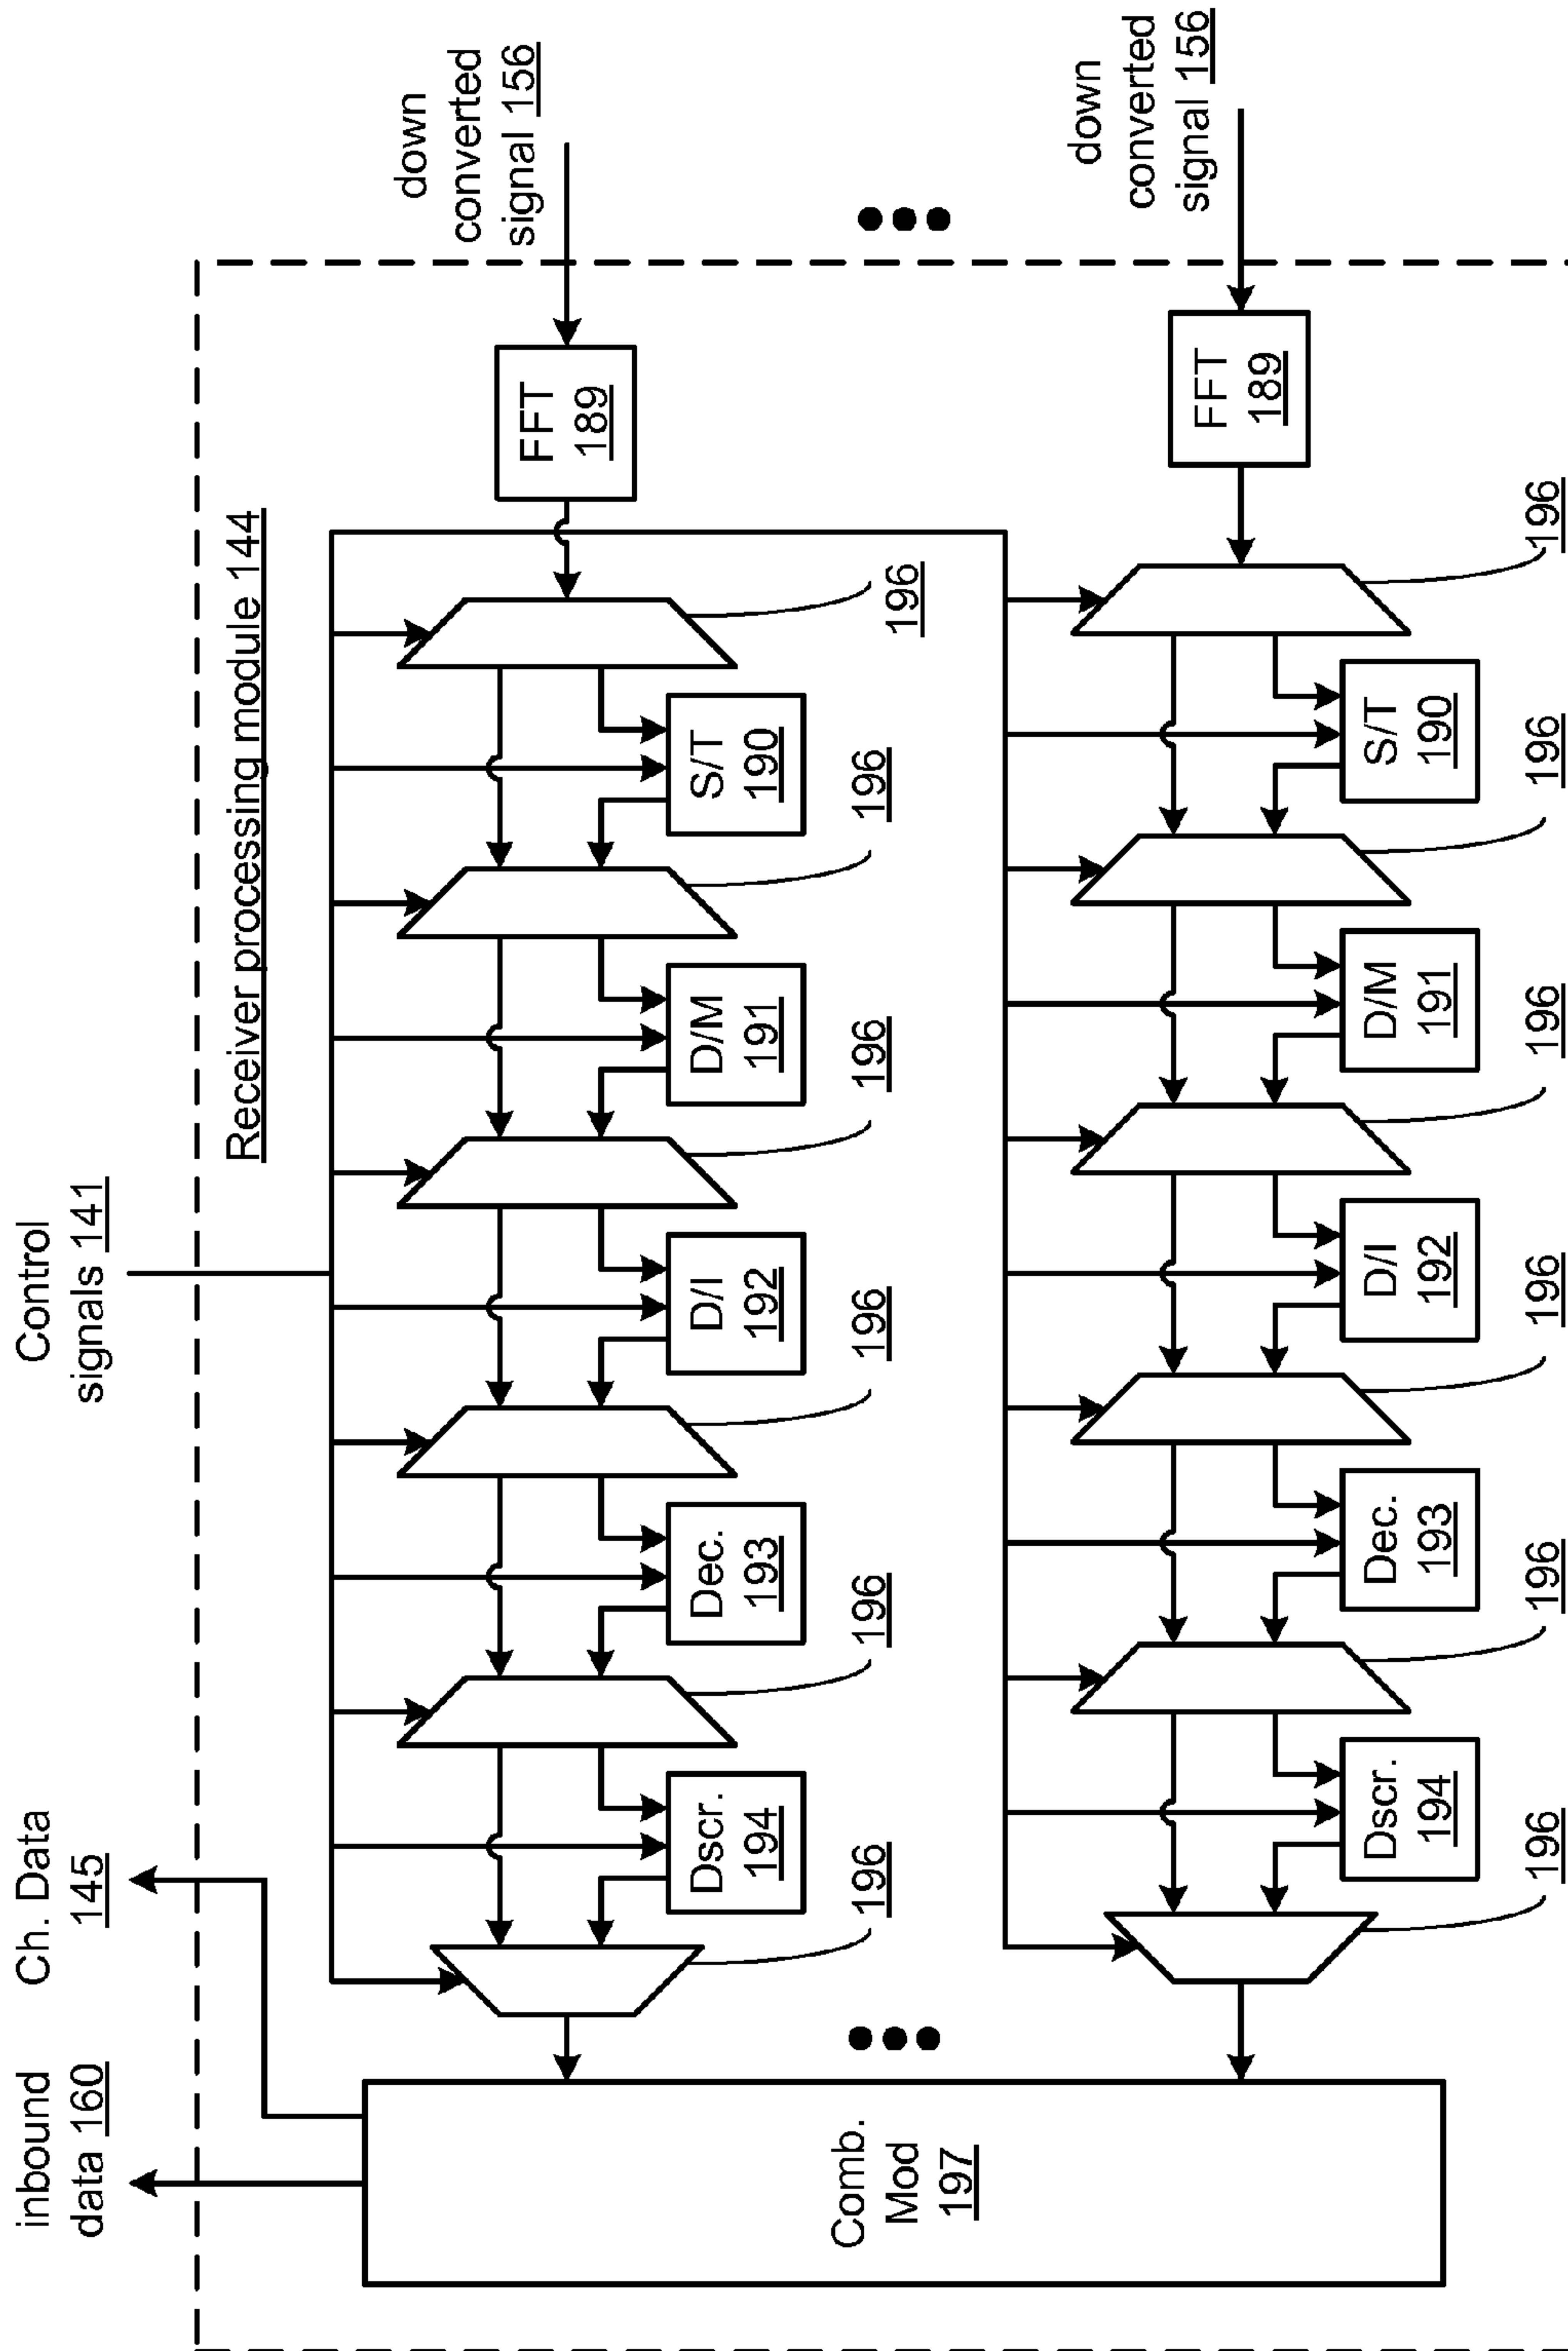 inbound
data 160
Ch. Data
145
Control
signals 141
Receiver processing module 144
down
converted
signal 156
FFT
189
196
S/T
190
196
D/M
191
196
D/I
192
196
Dec.
193
196
Dscr.
194
196
Comb.
Mod
197
down
converted
signal 156
FFT
189
196
S/T
190
196
D/M
191
196
D/I
192
196
Dec.
193
196
Dscr.
194
196